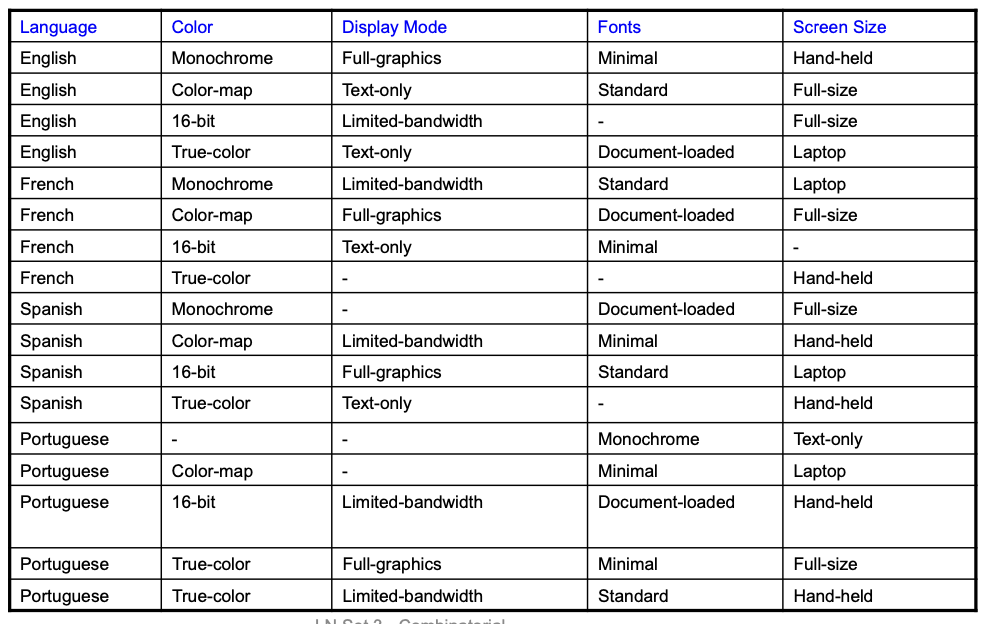 Language Color Display Mode Fonts Screen Size
English Monochrome Full-graphics Minimal Hand-held
English Color-map Text-only Standard Full-size
English 16-bit Limited-bandwidth - Full-size
English True-color Text-only Document-loaded Laptop
French Monochrome Limited-bandwidth Standard Laptop
French Color-map Full-graphics Document-loaded Full-size
French 16-bit Text-only Minimal -
French True-color - - Hand-held
Spanish Monochrome - Document-loaded Full-size
Spanish Color-map Limited-bandwidth Minimal Hand-held
Spanish 16-bit Full-graphics Standard Laptop
Spanish True-color Text-only - Hand-held
Portuguese - - Monochrome Text-only
Portuguese Color-map - Minimal Laptop
Portuguese 16-bit Limited-bandwidth Document-loaded Hand-held
Portuguese True-color Full-graphics Minimal Full-size
Portuguese True-color Limited-bandwidth Standard Hand-held